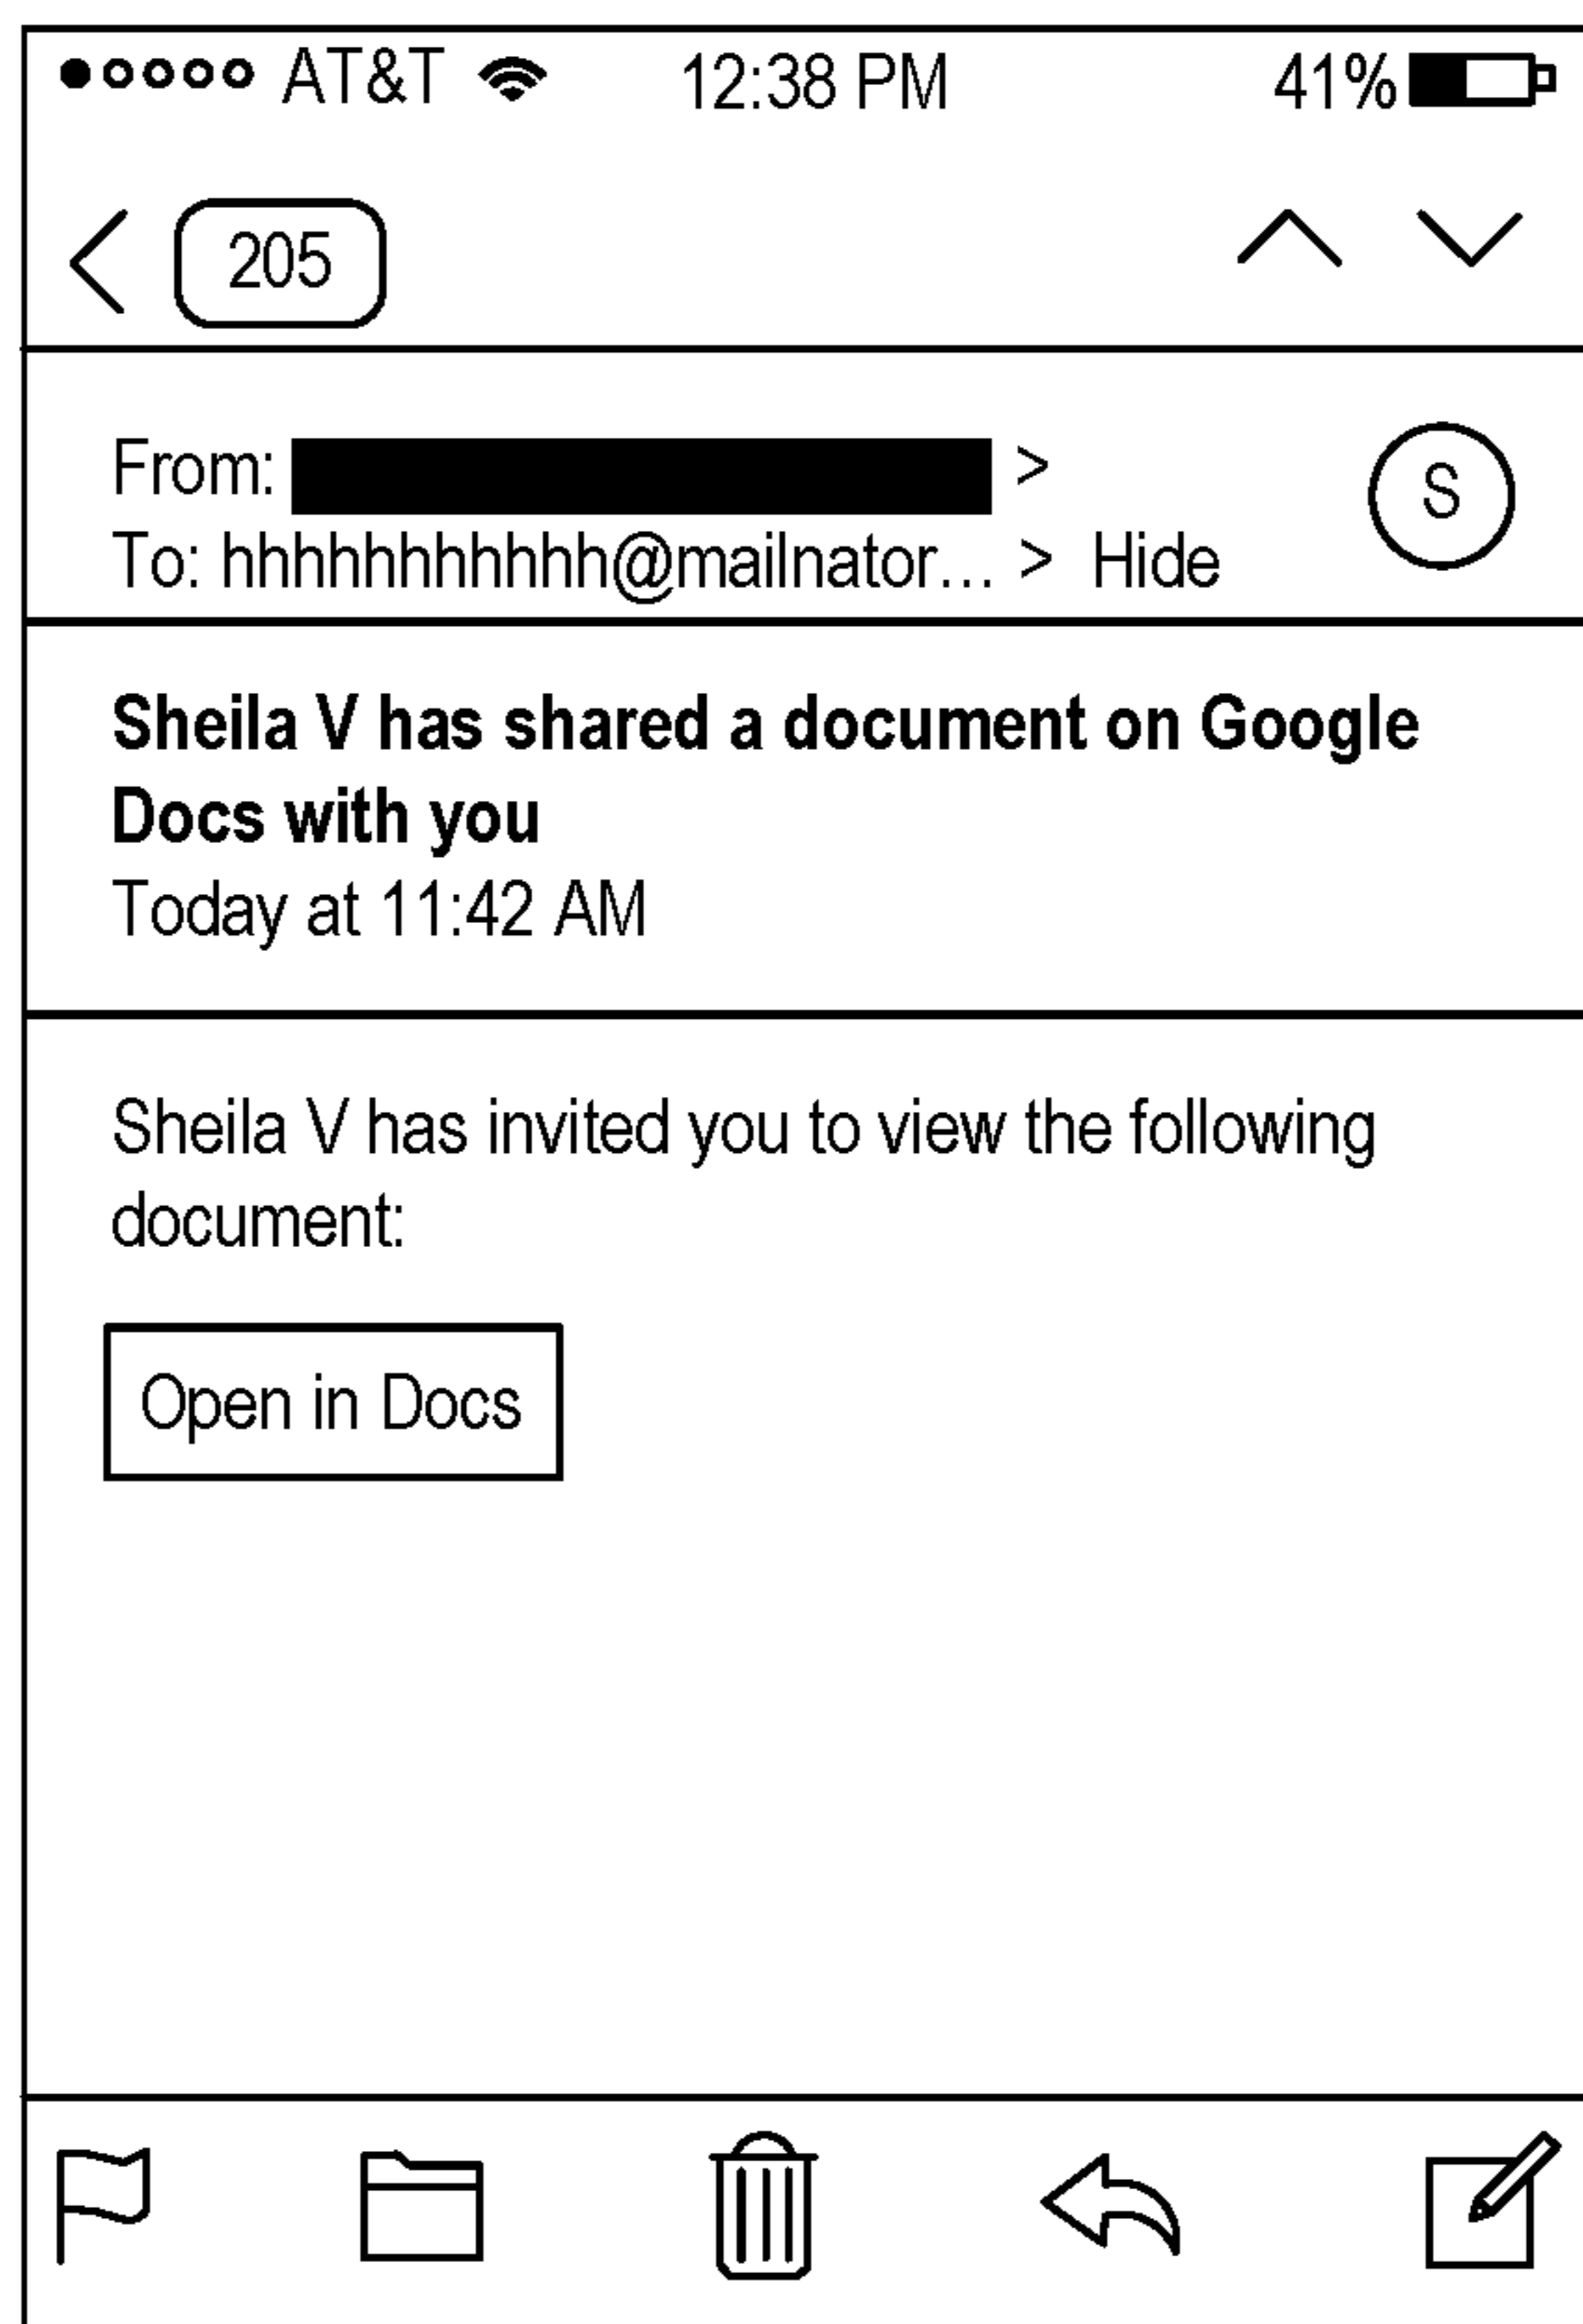 AT&T 12:38 PM 41%
205
From: >
S
To: hhhhhhhhhhh@mailnator... > Hide
Sheila V has shared a document on Google
Docs with you
Today at 11:42 AM
Sheila V has invited you to view the following
document:
Open in Docs